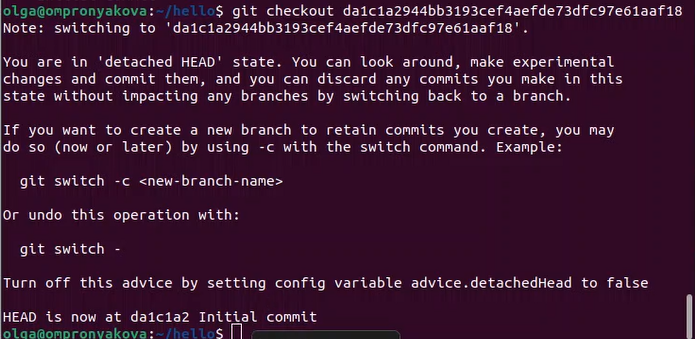 olga@ompronyakova:~/hello$ git checkout da1c1a2944bb3193cef4aefde73dfc97e61aaf18
Note: switching to 'da1c1a2944bb3193cef4aefde73dfc97e61aaf18'.
You are in 'detached HEAD' state. You can look around, make experimental
changes and commit them, and you can discard any commits you make in this
state without impacting any branches by switching back to a branch.
If you want to create a new branch to retain commits you create, you may
do so (now or later) by using -c with the switch command. Example:
git switch -c <new-branch-name>
Or undo this operation with:
git switch -
Turn off this advice by setting config variable advice.detachedHead to false
HEAD is now at da1c1a2 Initial commit
olga@ompronyakova:~/hello$